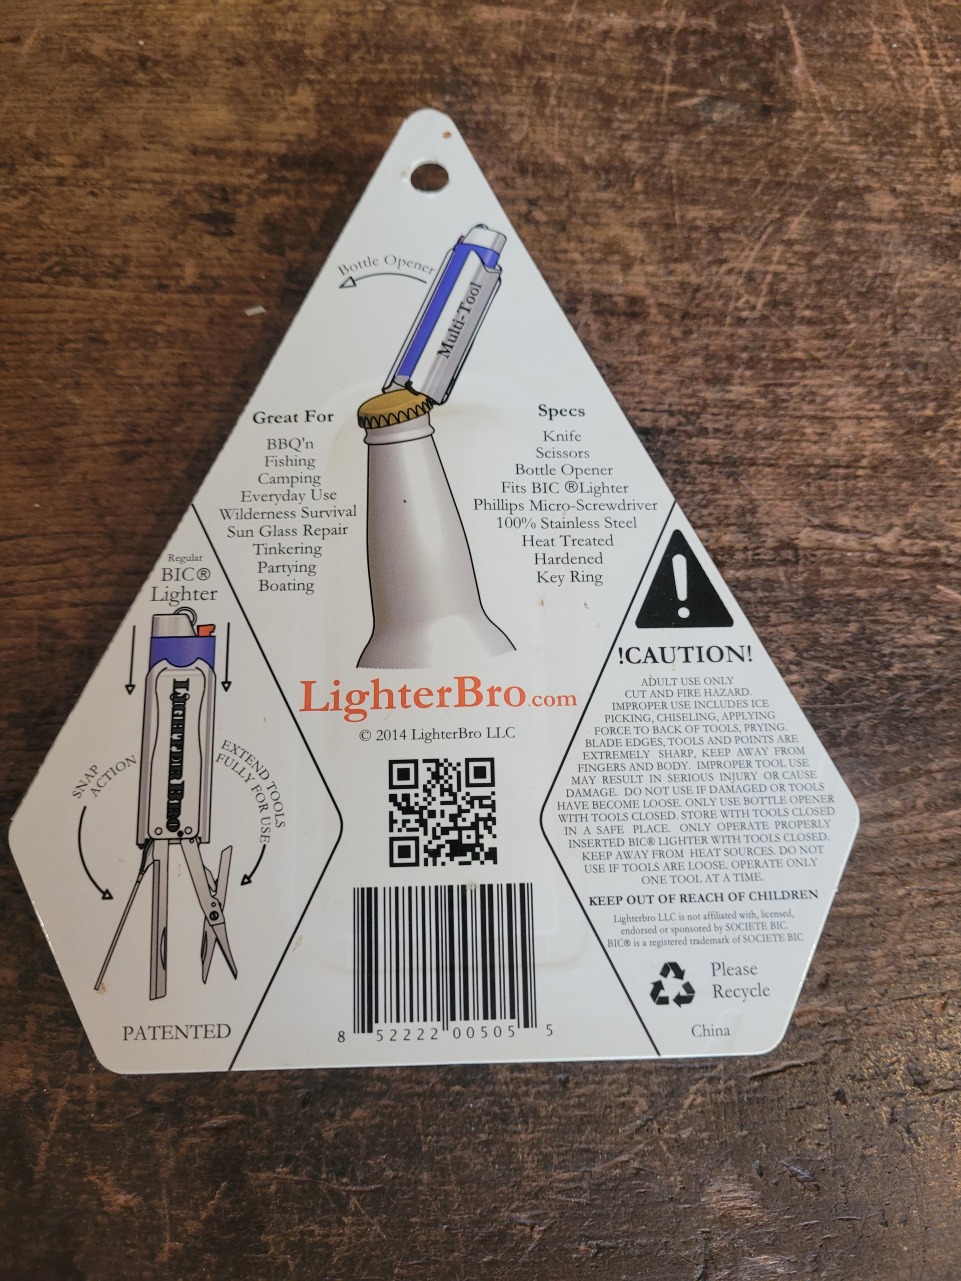 Bottle Opener
Multi-Tool
Great For
BBQ'n
Fishing
Camping
Everyday Use
Wilderness Survival
Sun Glass Repair
Tinkering
Partying
Boating
Specs
Knife
Scissors
Bottle Opener
Fits BIC ®Lighter
Phillips Micro-Screwdriver
100% Stainless Steel
Heat Treated
Hardened
Key Ring
Regular
BIC®
Lighter
LIGHTER BRO
SNAP
ACTION
EXTEND TOOLS
FULLY FOR USE
PATENTED
LighterBro.com
© 2014 LighterBro LLC
8 52222 00505 5
!CAUTION!
ADULT USE ONLY
CUT AND FIRE HAZARD.
IMPROPER USE INCLUDES ICE
PICKING, CHISELING, APPLYING
FORCE TO BACK OF TOOLS, PRYING.
BLADE EDGES, TOOLS AND POINTS ARE
EXTREMELY SHARP, KEEP AWAY FROM
FINGERS AND BODY. IMPROPER TOOL USE
MAY RESULT IN SERIOUS INJURY OR CAUSE
DAMAGE. DO NOT USE IF DAMAGED OR TOOLS
HAVE BECOME LOOSE. ONLY USE BOTTLE OPENER
WITH TOOLS CLOSED. STORE WITH TOOLS CLOSED
IN A SAFE PLACE. ONLY OPERATE PROPERLY
INSERTED BIC® LIGHTER WITH TOOLS CLOSED.
KEEP AWAY FROM HEAT SOURCES. DO NOT
USE IF TOOLS ARE LOOSE. OPERATE ONLY
ONE TOOL AT A TIME.
KEEP OUT OF REACH OF CHILDREN
Lighterbro LLC is not affiliated with, licensed,
endorsed or sponsored by SOCIETE BIC.
BIC® is a registered trademark of SOCIETE BIC
Please
Recycle
China